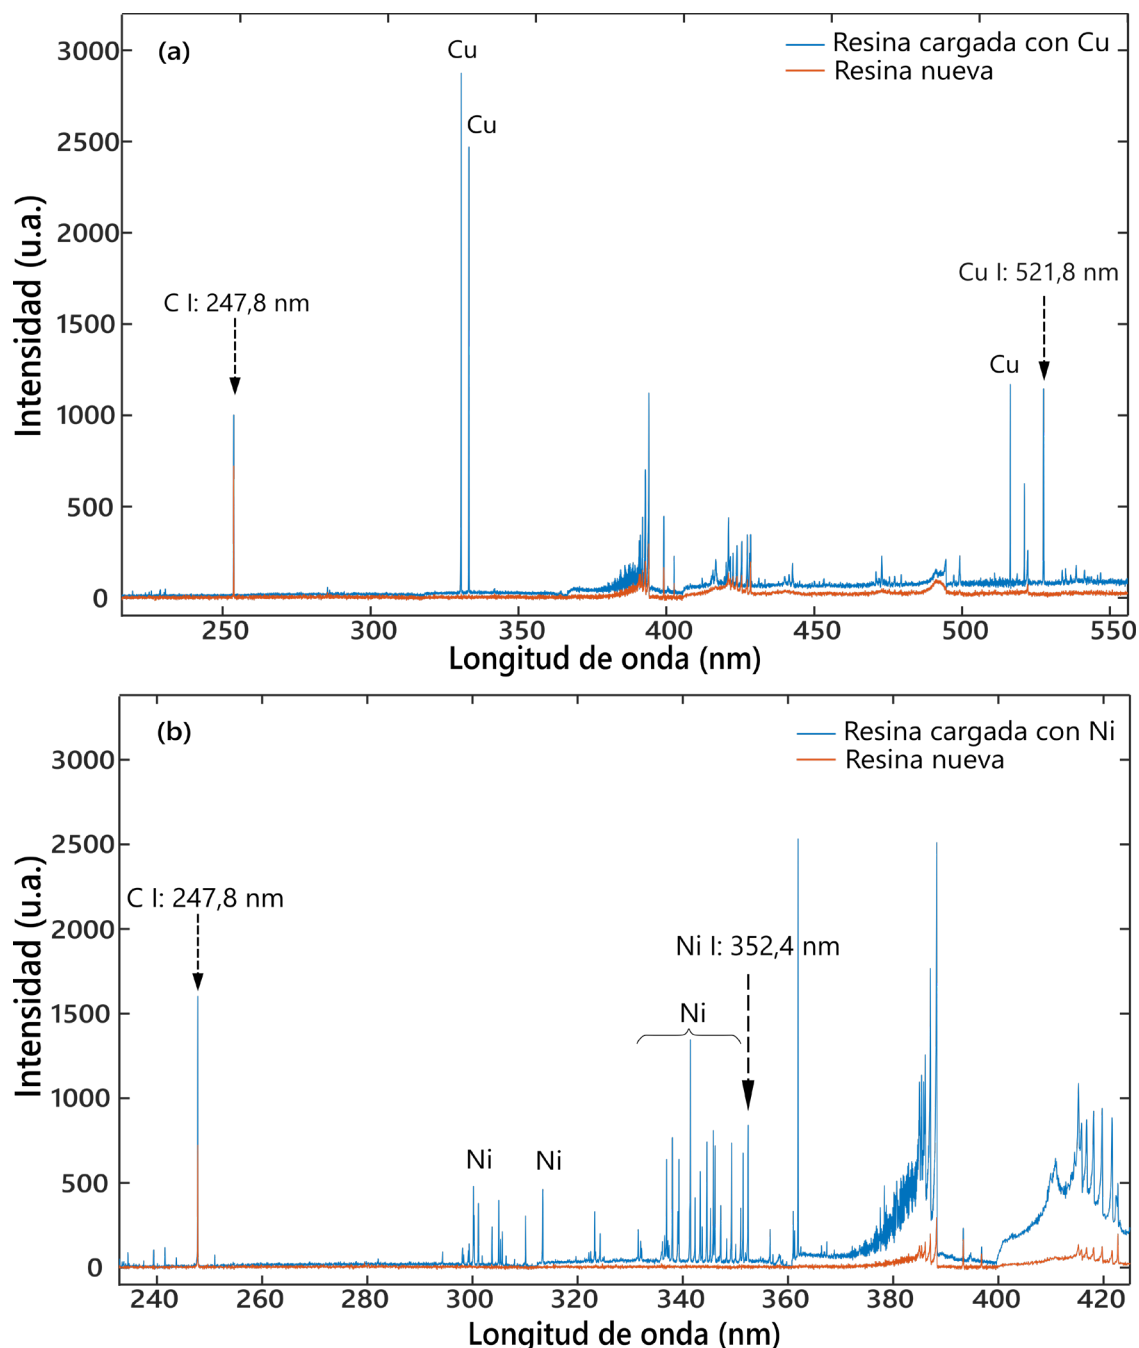 (a)
Resina cargada con Cu
Resina nueva
Cu
Cu
C I: 247,8 nm
Cu I: 521,8 nm
Cu
Intensidad (u.a.)
3000
2500
2000
1500
1000
500
0
250
300
350
400
450
500
550
Longitud de onda (nm)
(b)
Resina cargada con Ni
Resina nueva
C I: 247,8 nm
Ni I: 352,4 nm
Ni
Ni
Ni
Intensidad (u.a.)
3000
2500
2000
1500
1000
500
0
240
260
280
300
320
340
360
380
400
420
Longitud de onda (nm)